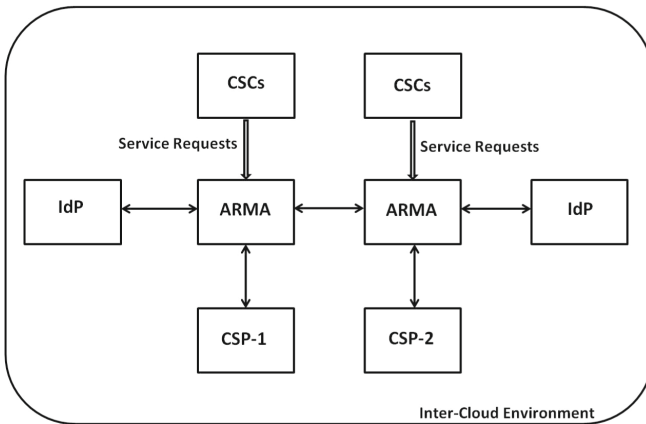 CSCs
CSCs
Service Requests
Service Requests
IdP
ARMA
ARMA
IdP
CSP-1
CSP-2
Inter-Cloud Environment